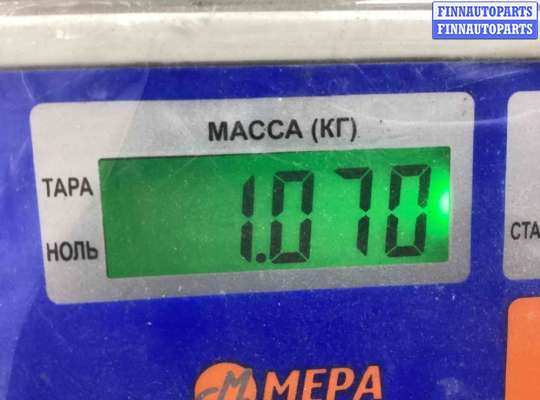 FINNAUTOPARTS
FINNAUTOPARTS
МАССА (КГ)
ТАРА
1.070
НОЛЬ
СТА
МЕРА